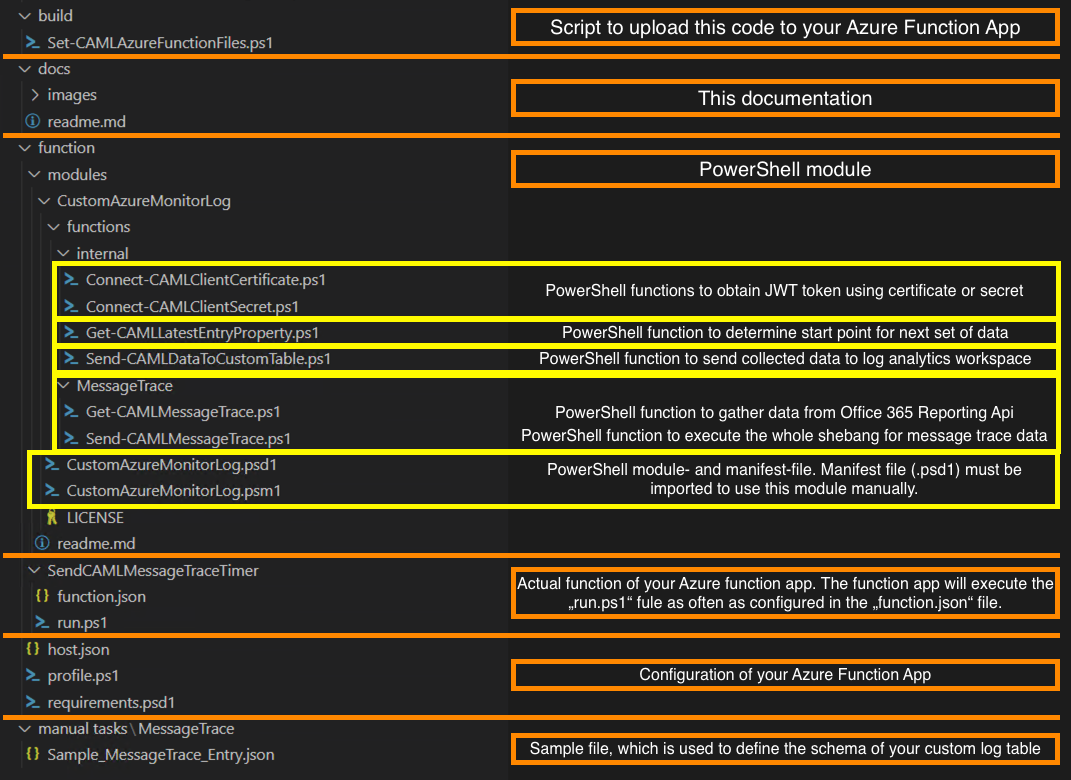 build
Script to upload this code to your Azure Function App
Set-CAMLAzureFunctionFiles.ps1
docs
images
This documentation
readme.md
function
PowerShell module
modules
CustomAzureMonitorLog
functions
internal
Connect-CAMLClientCertificate.ps1
PowerShell functions to obtain JWT token using certificate or secret
Connect-CAMLClientSecret.ps1
Get-CAMLLatestEntryProperty.ps1
PowerShell function to determine start point for next set of data
Send-CAMLDataToCustomTable.ps1
PowerShell function to send collected data to log analytics workspace
MessageTrace
Get-CAMLMessageTrace.ps1
PowerShell function to gather data from Office 365 Reporting Api
Send-CAMLMessageTrace.ps1
PowerShell function to execute the whole shebang for message trace data
CustomAzureMonitorLog.psd1
CustomAzureMonitorLog.psm1
PowerShell module- and manifest-file. Manifest file (.psd1) must be
imported to use this module manually.
LICENSE
readme.md
SendCAMLMessageTraceTimer
function.json
run.ps1
Actual function of your Azure function app. The function app will execute the
„run.ps1“ fule as often as configured in the „function.json“ file.
host.json
profile.ps1
Configuration of your Azure Function App
requirements.psd1
manual tasks\MessageTrace
Sample_MessageTrace_Entry.json
Sample file, which is used to define the schema of your custom log table